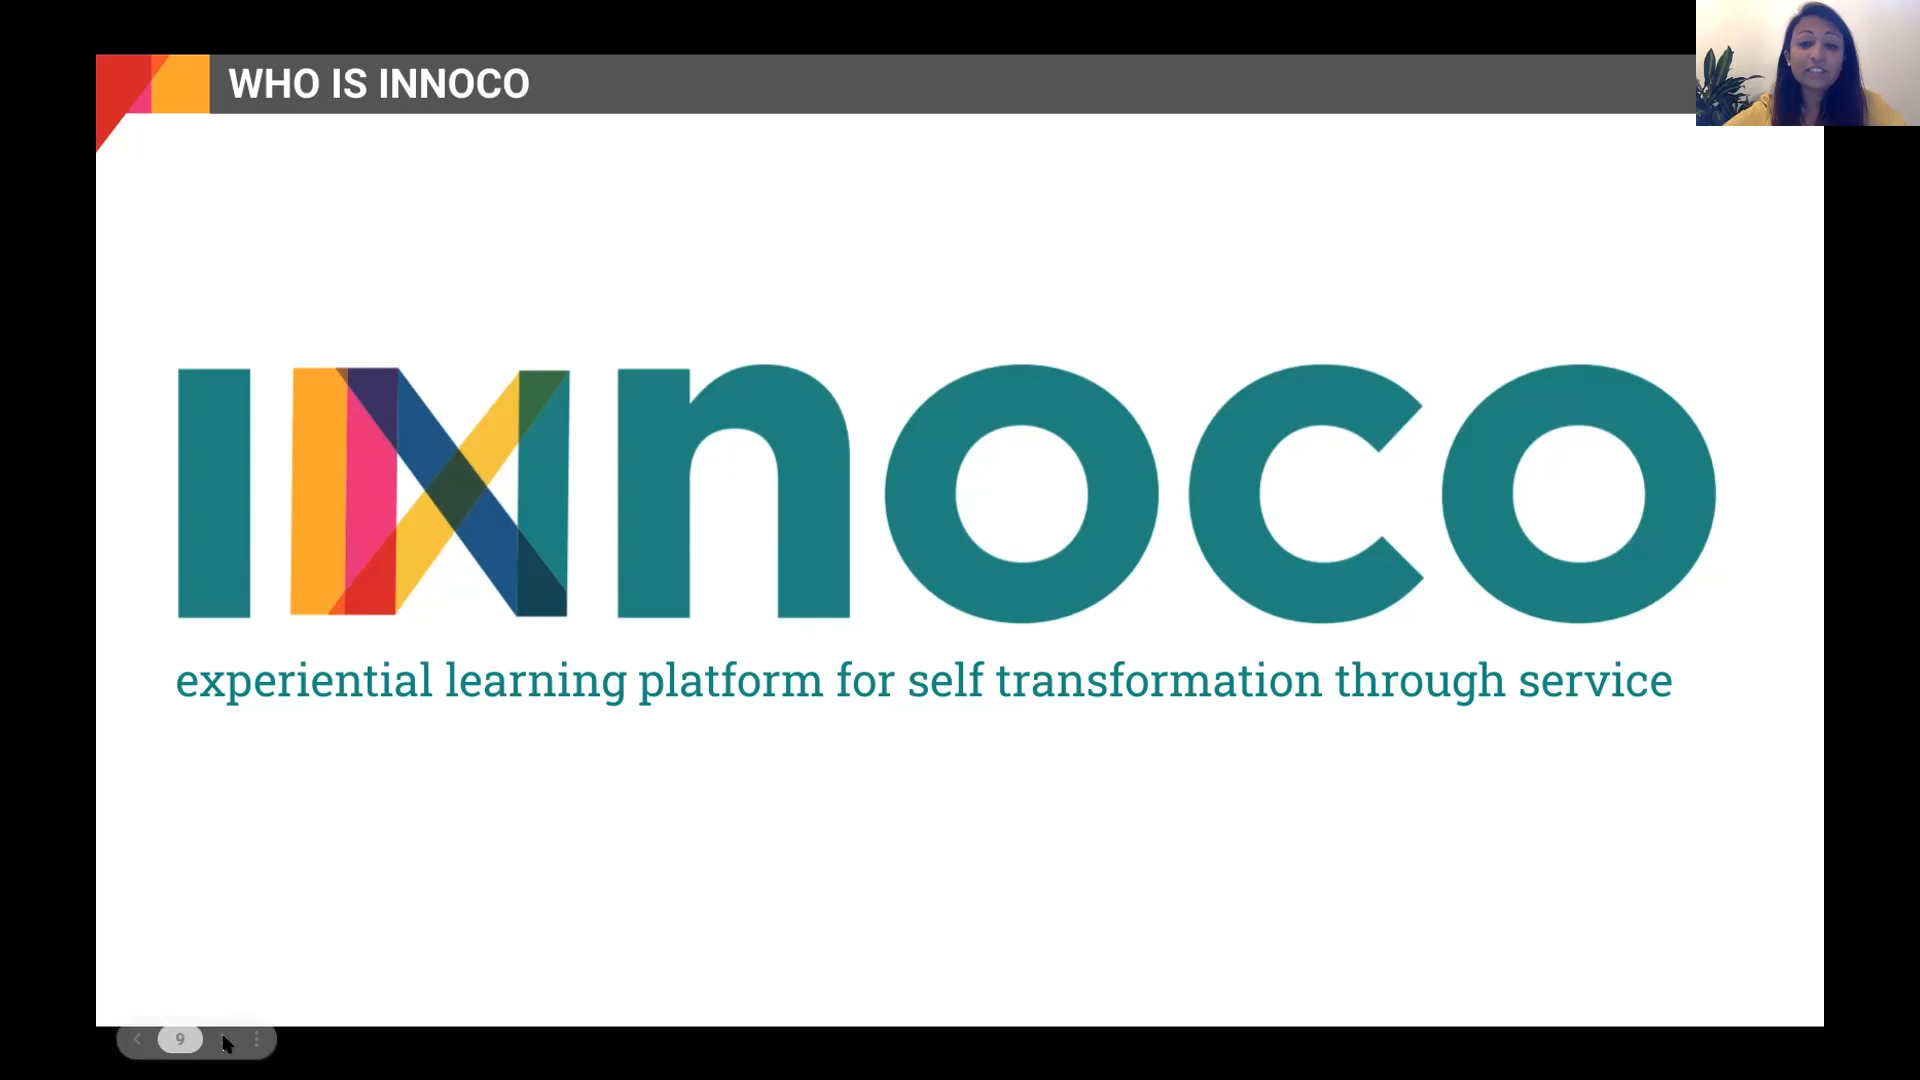 WHO IS INNOCO
INNOCO
experiential learning platform for self transformation through service
9